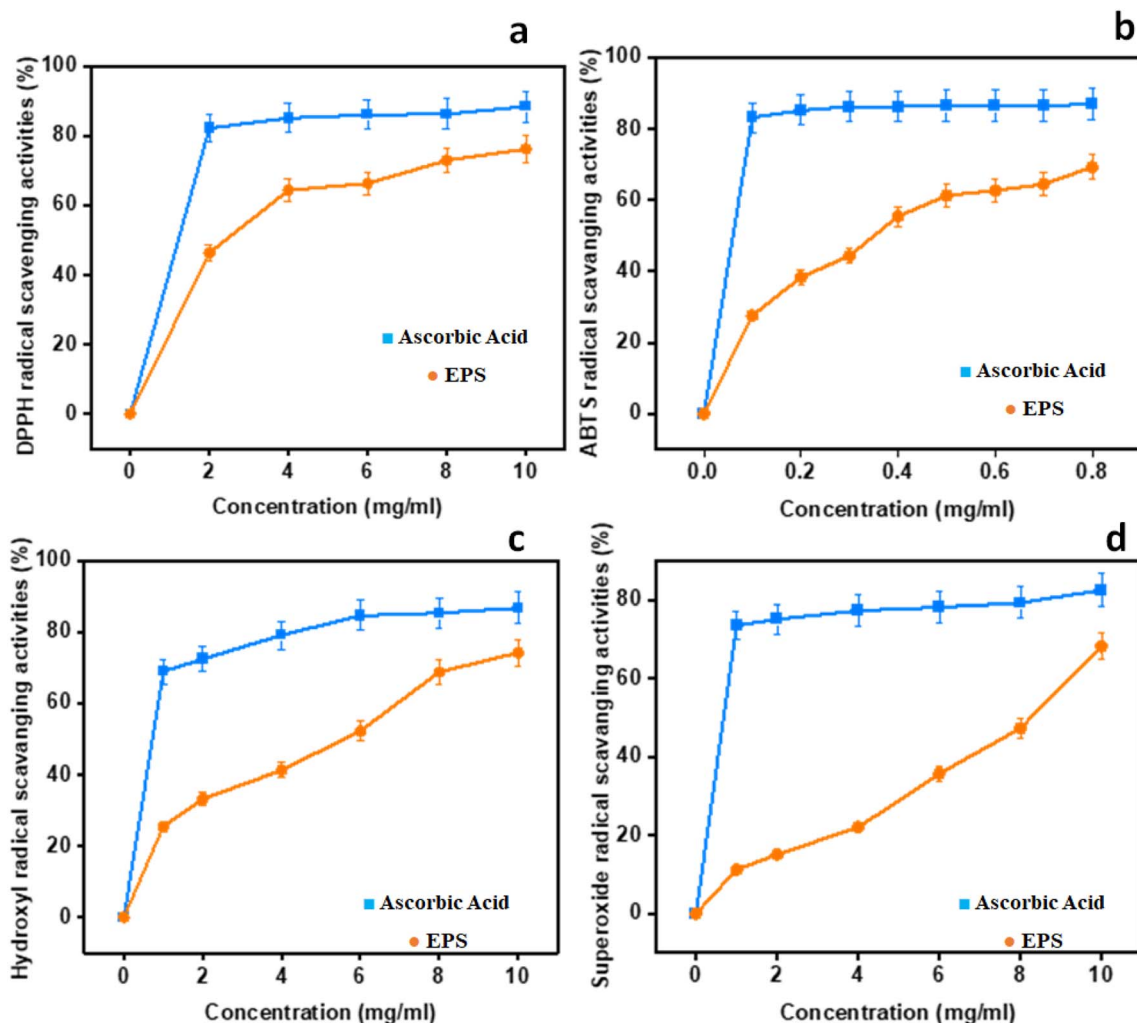 a
DPPH radical scavenging activities (%)
100
80
60
40
20
0
Ascorbic Acid
EPS
0 2 4 6 8 10
Concentration (mg/ml)
b
ABTS radical scavanging activities (%)
100
80
60
40
20
0
Ascorbic Acid
EPS
0.0 0.2 0.4 0.6 0.8
Concentration (mg/ml)
c
Hydroxyl radical scavanging activities (%)
100
80
60
40
20
0
Ascorbic Acid
EPS
0 2 4 6 8 10
Concentration (mg/ml)
d
Superoxide radical scavanging activities (%)
80
60
40
20
0
Ascorbic Acid
EPS
0 2 4 6 8 10
Concentration (mg/ml)